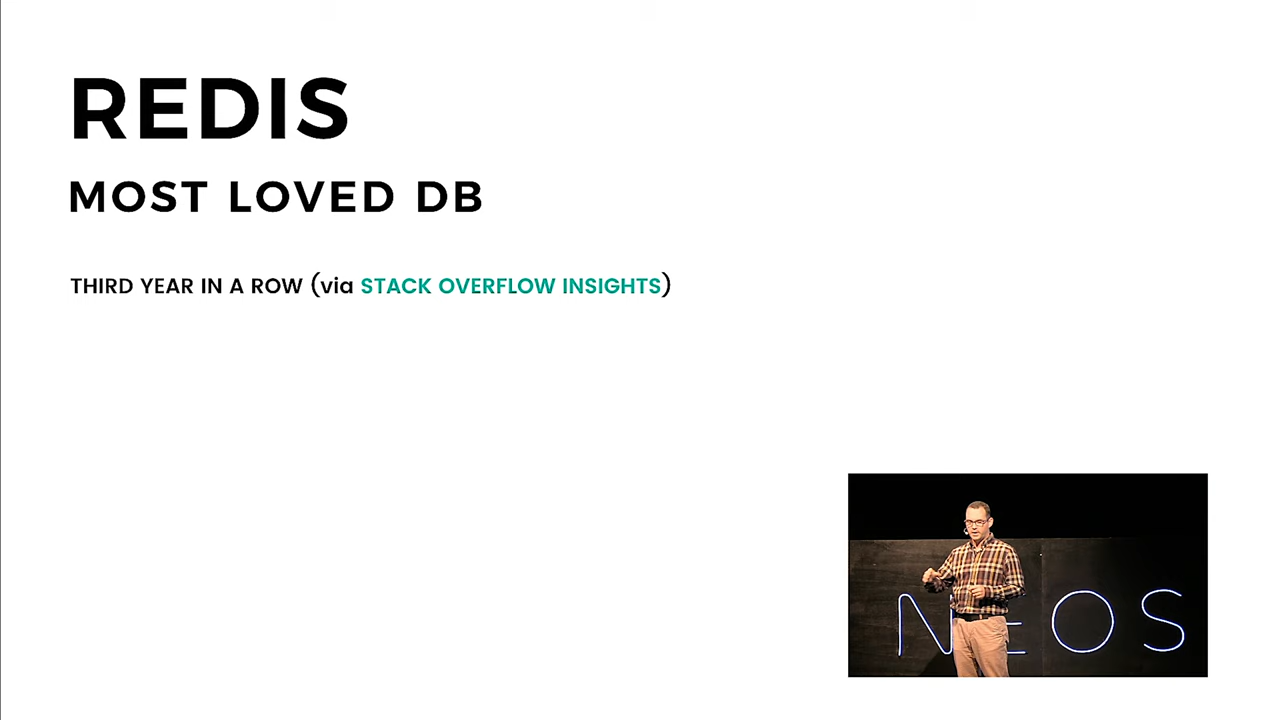 REDIS
MOST LOVED DB
THIRD YEAR IN A ROW (via STACK OVERFLOW INSIGHTS)
NEOS